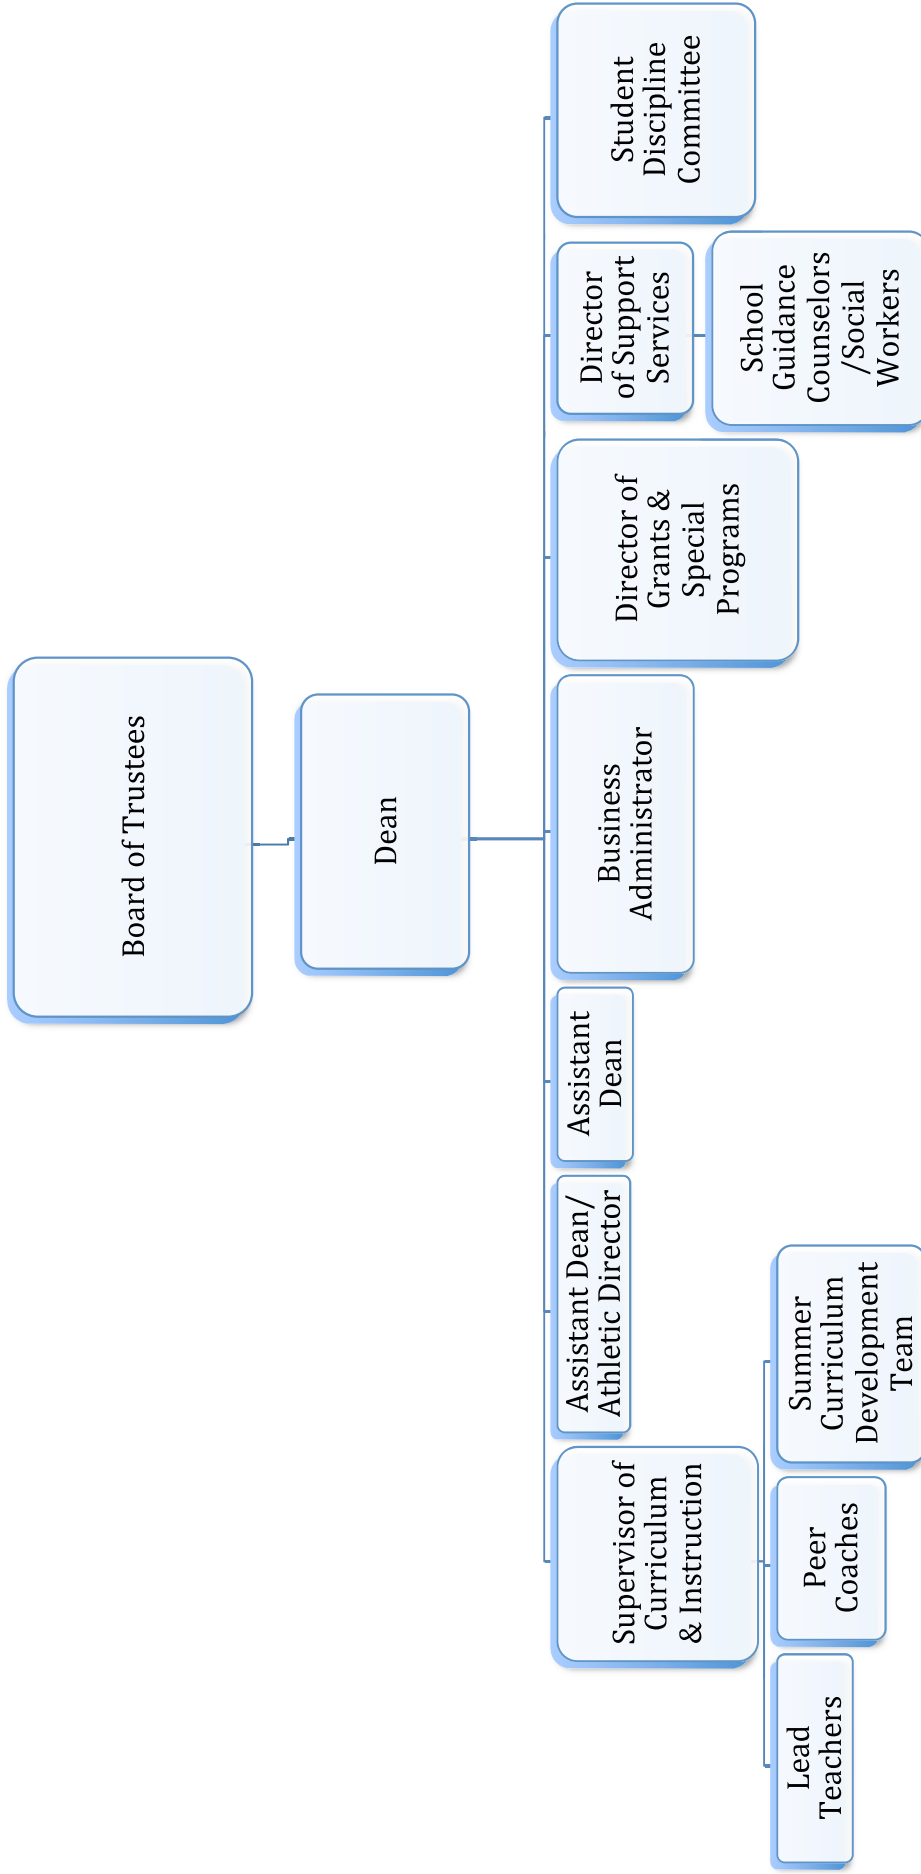 Board of Trustees
Dean
Supervisor of
Curriculum
& Instruction
Assistant Dean/
Athletic Director
Assistant
Dean
Business
Administrator
Director of
Grants &
Special
Programs
Director
of Support
Services
Student
Discipline
Committee
Lead
Teachers
Peer
Coaches
Summer
Curriculum
Development
Team
School
Guidance
Counselors
/Social
Workers